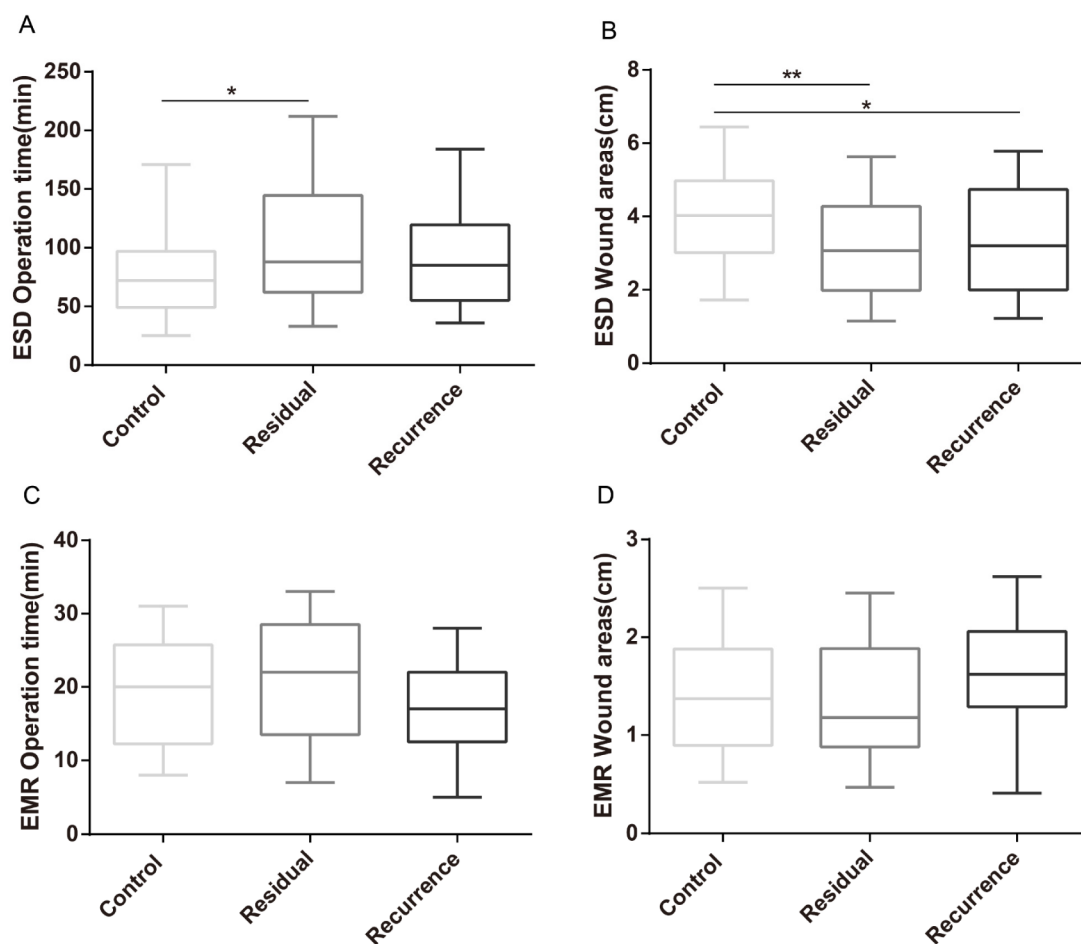 A
ESD Operation time(min)
250
200
150
100
50
0
*
Control
Residual
Recurrence
B
ESD Wound areas(cm)
8
6
4
2
0
**
*
Control
Residual
Recurrence
C
EMR Operation time(min)
40
30
20
10
0
Control
Residual
Recurrence
D
EMR Wound areas(cm)
3
2
1
0
Control
Residual
Recurrence